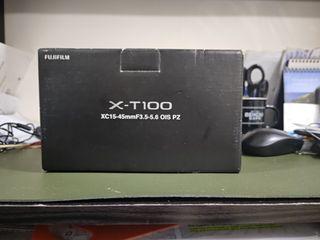 FUJIFILM
X-T100
XC15-45mmF3.5-5.6 OIS PZ